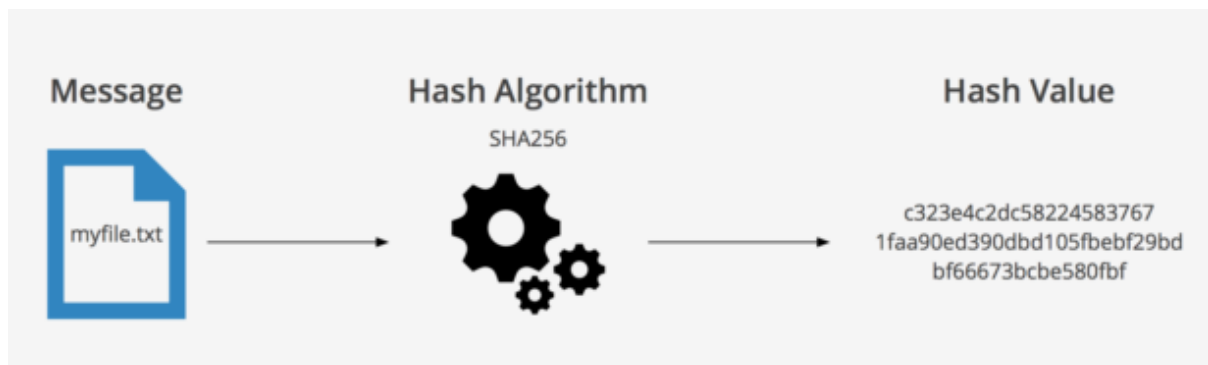 Message
Hash Algorithm
Hash Value
SHA256
myfile.txt
c323e4c2dc58224583767
1faa90ed390dbd105fbebf29bd
bf66673bcbe580fbf